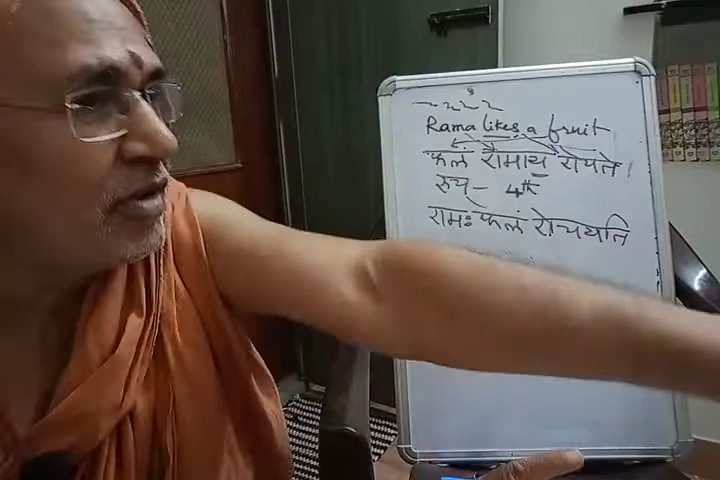 Rama likes a fruit
फलं रामाय रोचते ।
रुच् - 4th
रामः फलं रोचयति